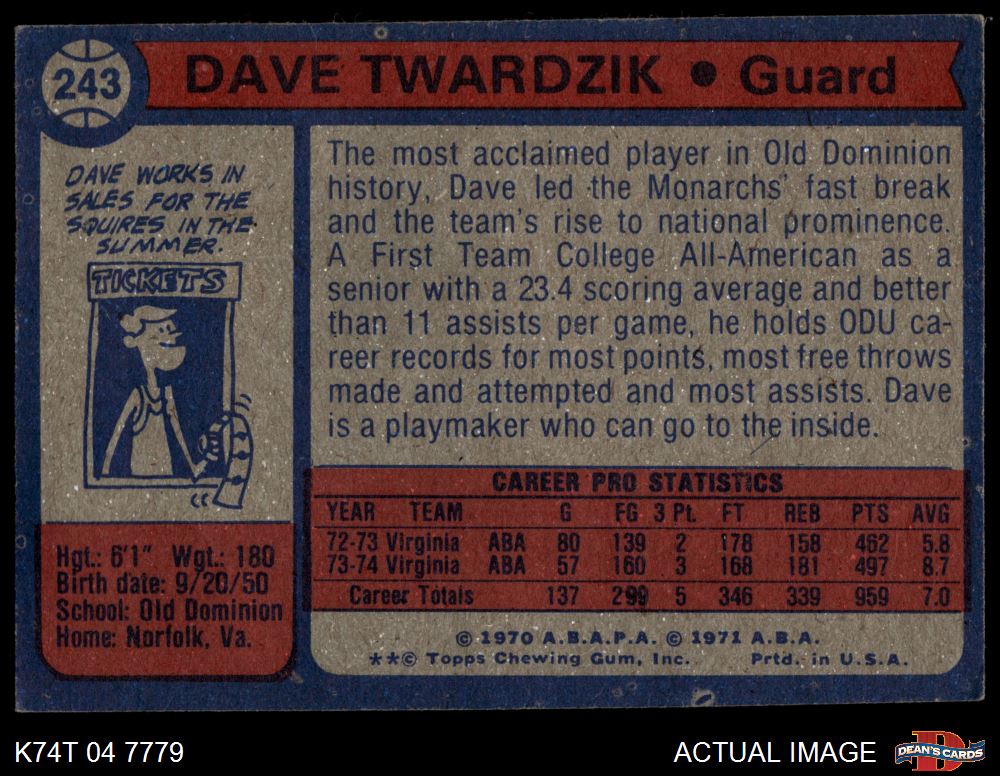 243
DAVE TWARDZIK • Guard
DAVE WORKS IN
SALES FOR THE
SQUIRES IN THE
SUMMER.
TICKETS
Hgt.: 6'1" Wgt.: 180
Birth date: 9/20/50
School: Old Dominion
Home: Norfolk, Va.
The most acclaimed player in Old Dominion
history, Dave led the Monarchs' fast break
and the team's rise to national prominence.
A First Team College All-American as a
senior with a 23.4 scoring average and better
than 11 assists per game, he holds ODU ca-
reer records for most points, most free throws
made and attempted and most assists. Dave
is a playmaker who can go to the inside.
CAREER PRO STATISTICS
YEAR TEAM G FG 3 Pt. FT REB PTS AVG
72-73 Virginia ABA 80 139 2 178 158 462 5.8
73-74 Virginia ABA 57 160 3 168 181 497 8.7
Career Totals 137 299 5 346 339 959 7.0
© 1970 A.B.A.P.A. © 1971 A.B.A.
**© Topps Chewing Gum, Inc. Prtd. in U.S.A.
K74T 04 7779
ACTUAL IMAGE
DEAN'S CARDS